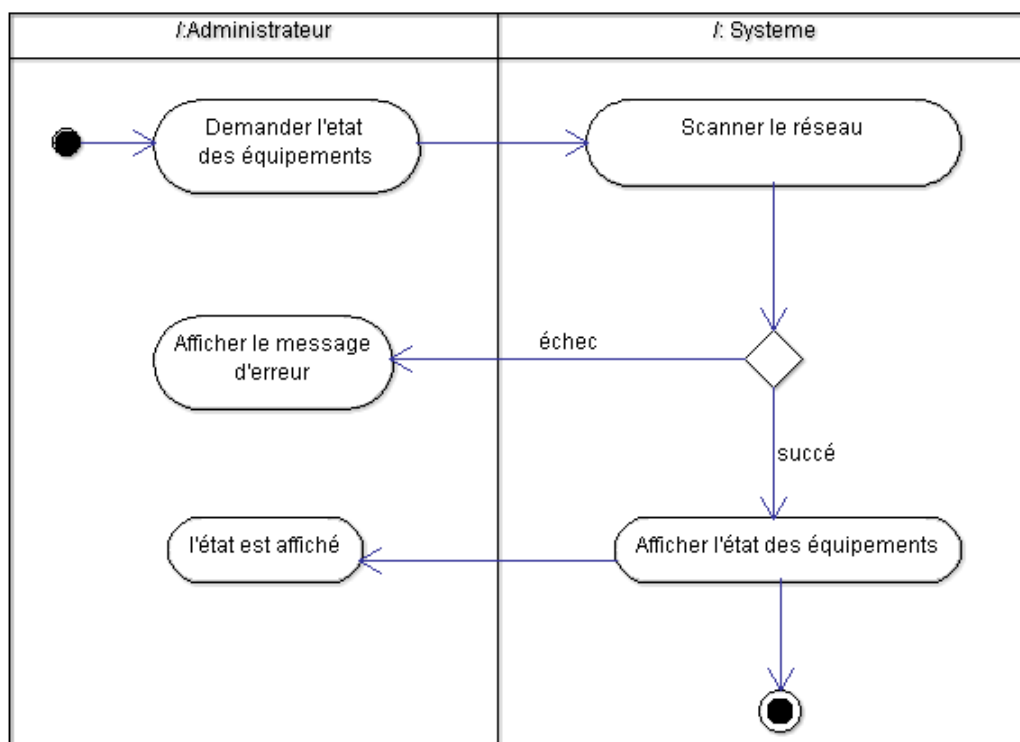 /:Administrateur
/: Systeme
Demander l'etat
des équipements
Scanner le réseau
Afficher le message
d'erreur
échec
succé
l'état est affiché
Afficher l'état des équipements